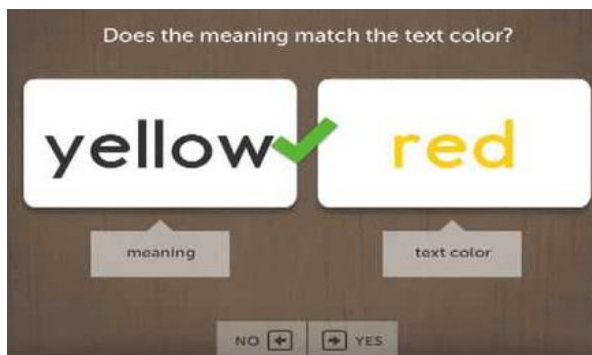 Does the meaning match the text color?
yellow red
meaning text color
NO YES